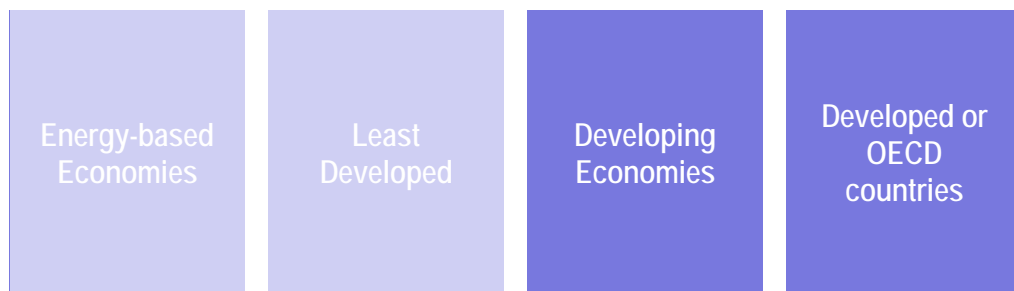 Energy-based
Economies
Least
Developed
Developing
Economies
Developed or
OECD
countries